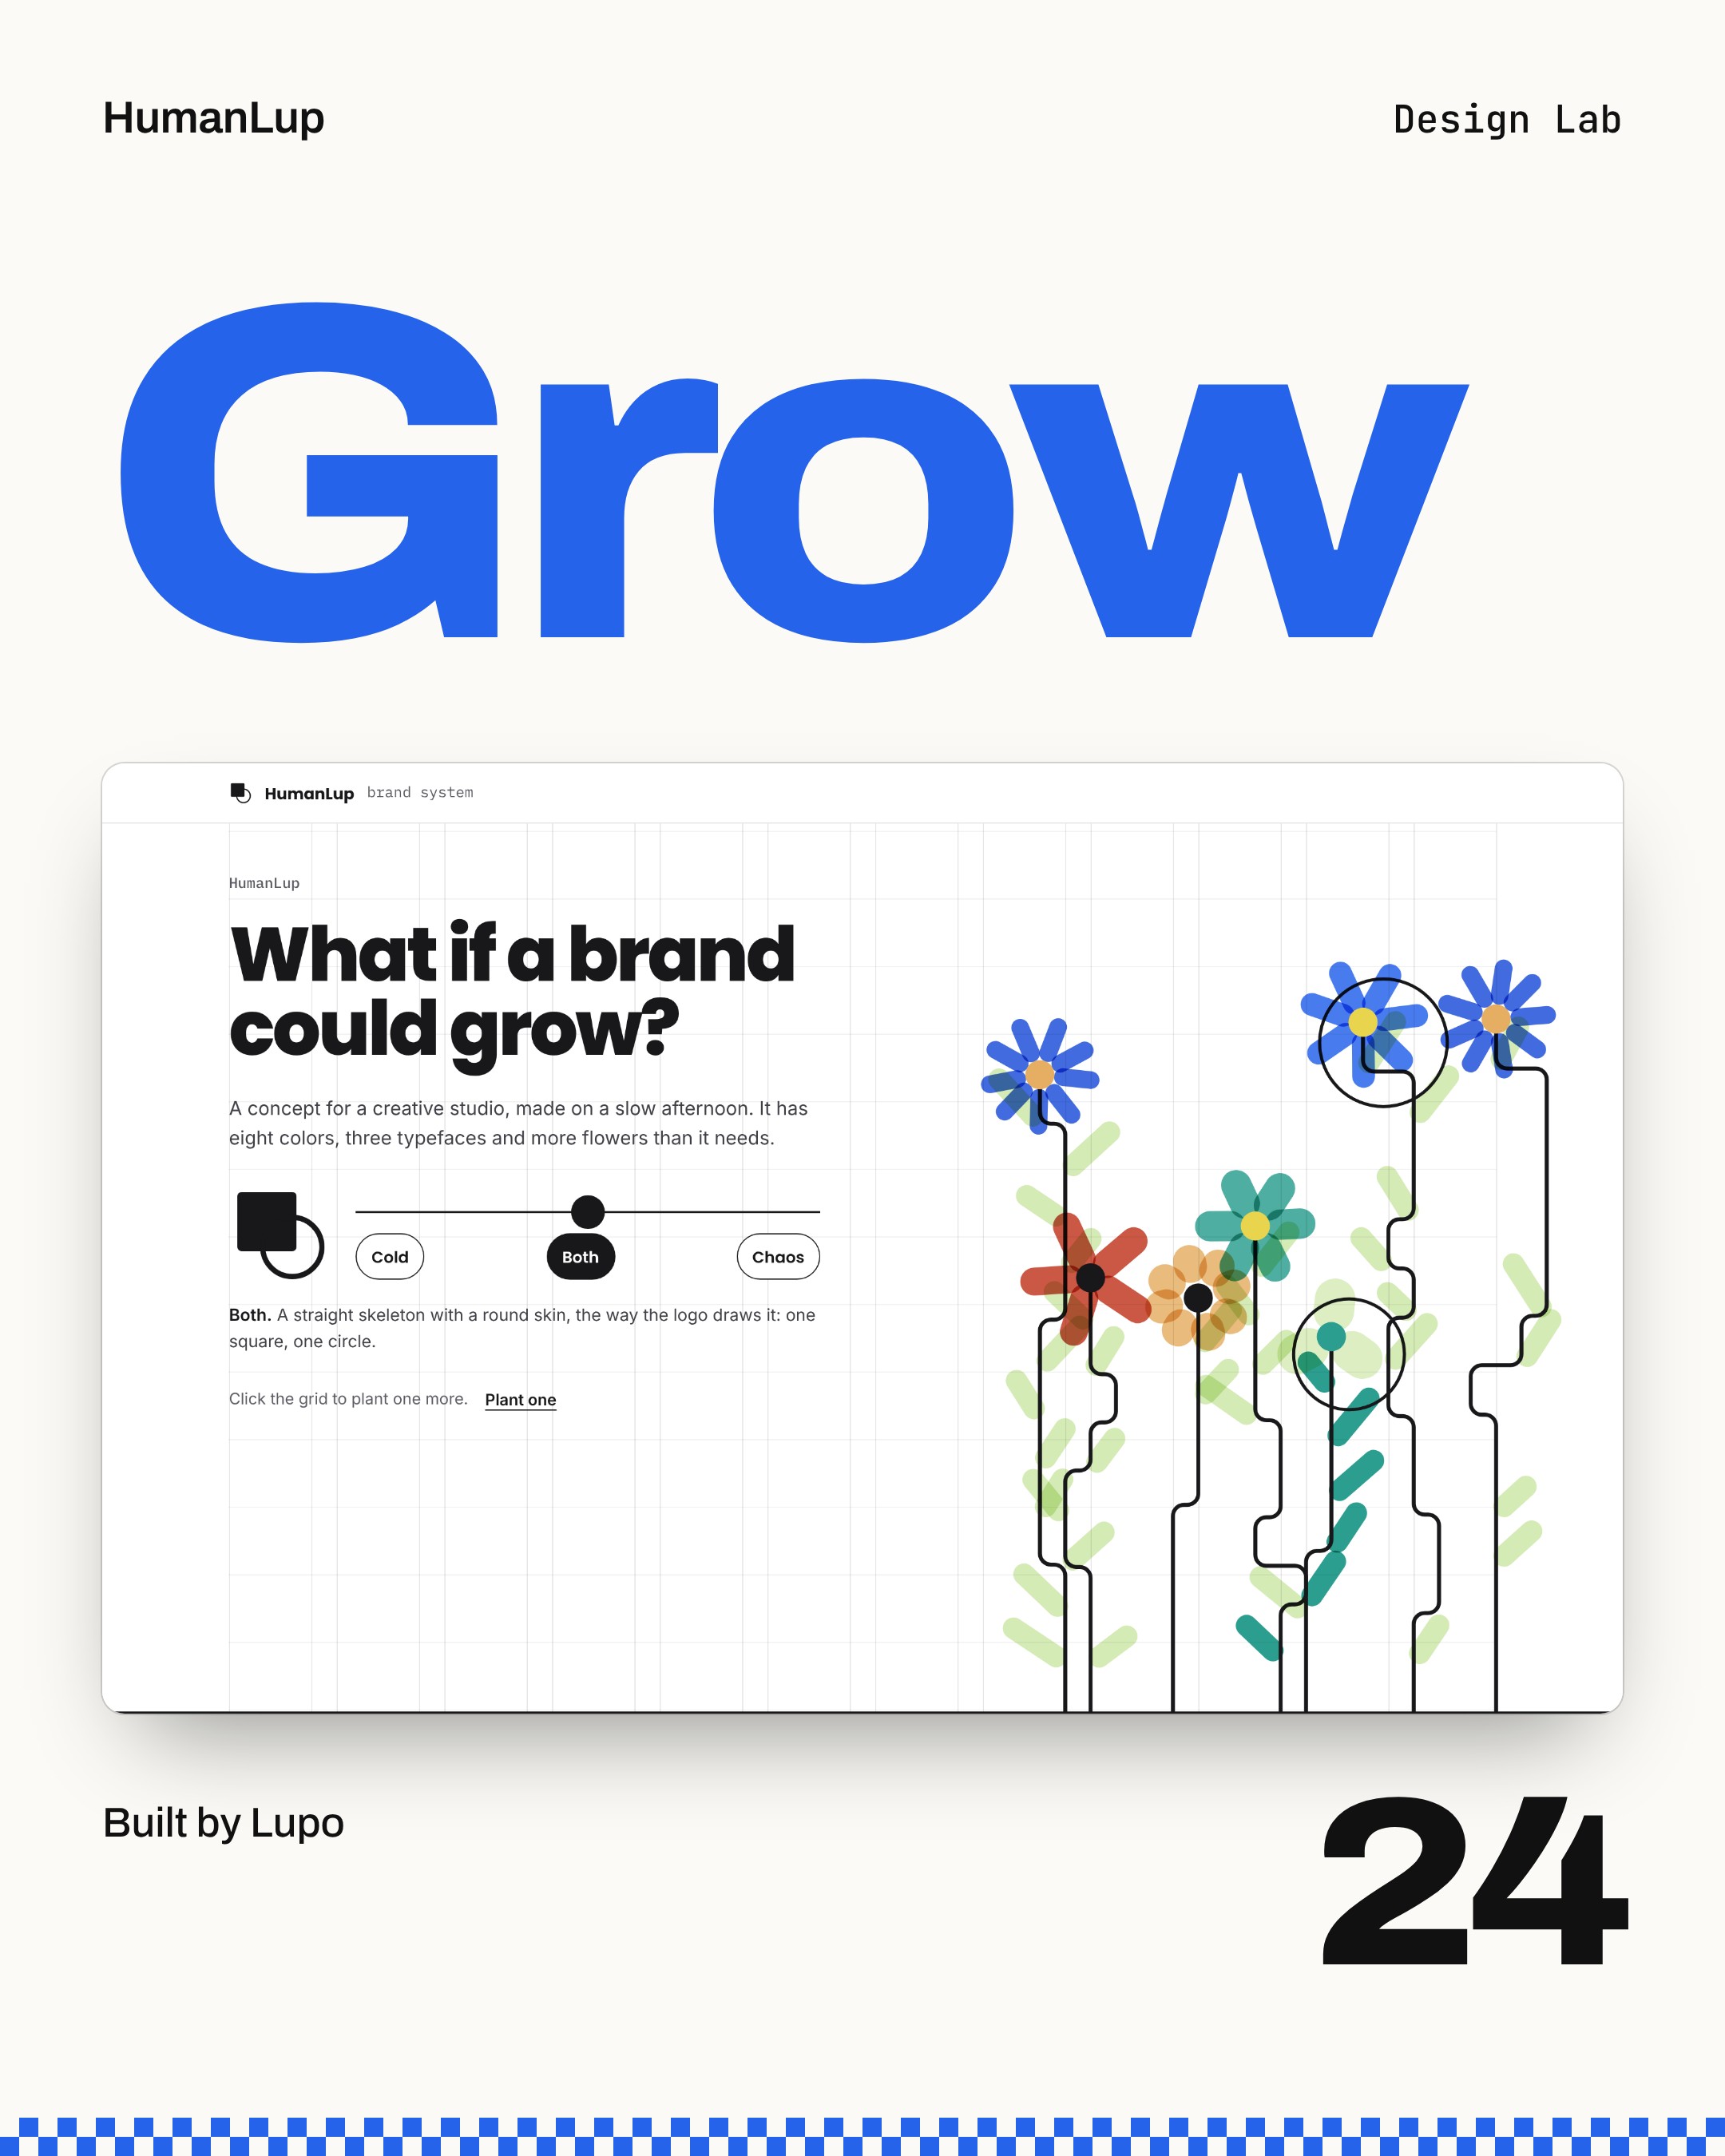 HumanLup
Design Lab
Grow
HumanLup brand system
HumanLup
What if a brand
could grow?
A concept for a creative studio, made on a slow afternoon. It has
eight colors, three typefaces and more flowers than it needs.
Cold
Both
Chaos
Both. A straight skeleton with a round skin, the way the logo draws it: one
square, one circle.
Click the grid to plant one more. Plant one
Built by Lupo
24